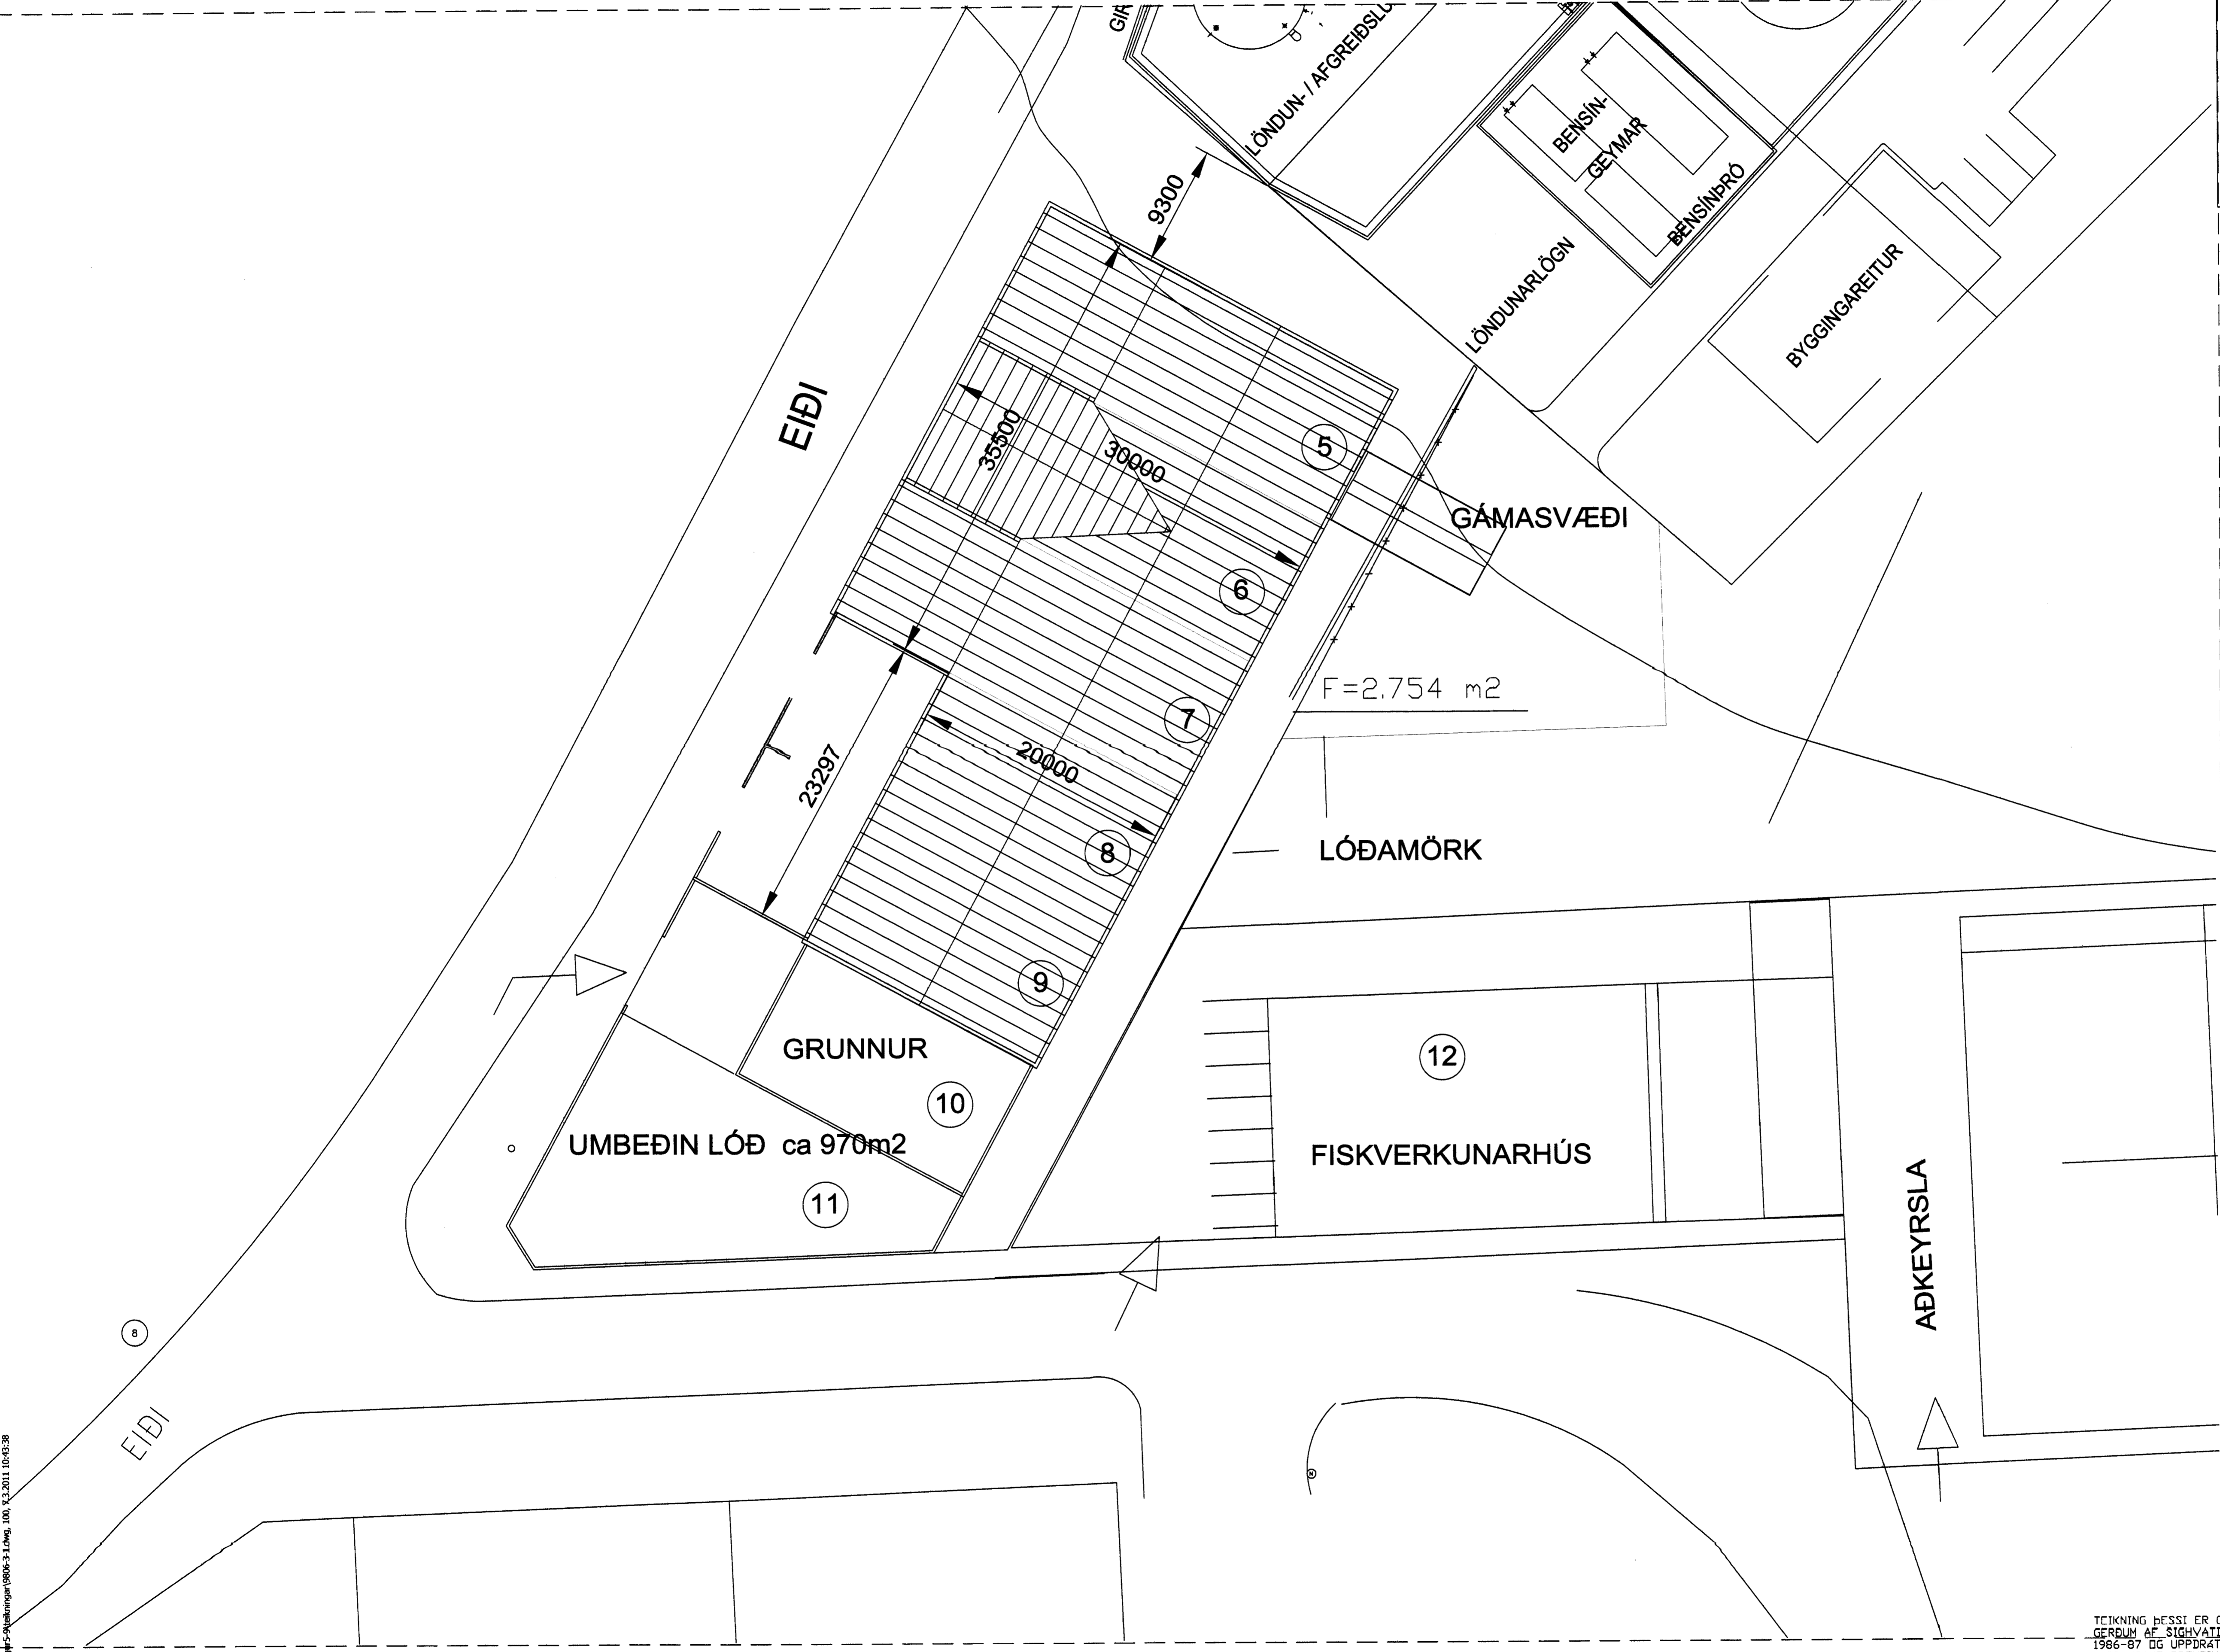 LÖNDUN- / AFGREIÐSLU
BENSÍN-
GEYMAR
BENSÍNÞRÓ
9300
LÖNDUNARLÖGN
BYGGINGAREITUR
EIÐI
35500
30000
5
GÁMASVÆÐI
6
F=2.754 m2
7
20000
23297
8
LÓÐAMÖRK
9
GRUNNUR
12
10
UMBEÐIN LÓÐ ca 970m2
FISKVERKUNARHÚS
11
AÐKEYRSLA
8
EIÐI
TEIKNING ÞESSI ER
GERÐUM AF SIGHVATI
1986-87 OG UPPDRÁT